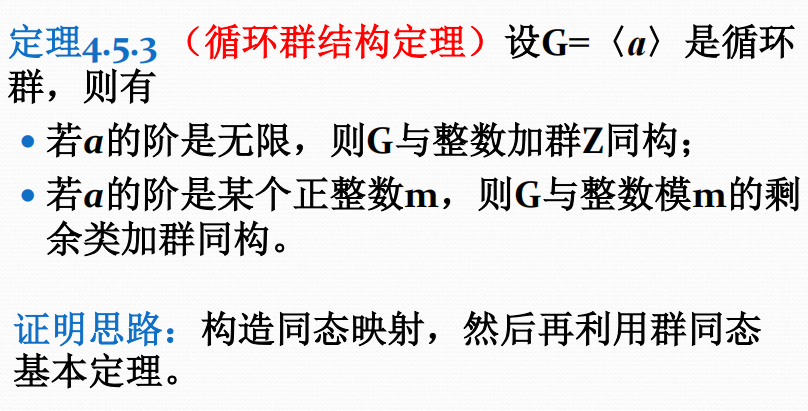 定理4.5.3 （循环群结构定理）设G=〈a〉是循环
群，则有
• 若a的阶是无限，则G与整数加群Z同构；
• 若a的阶是某个正整数m，则G与整数模m的剩
余类加群同构。
证明思路：构造同态映射，然后再利用群同态
基本定理。